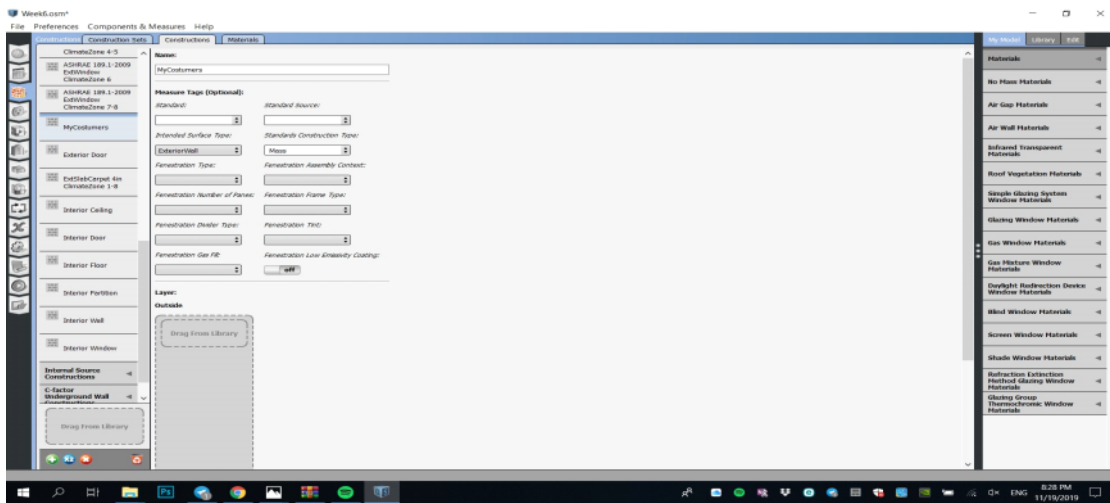 Week6.osm*
File Preferences Components & Measures Help
Constructions Construction Sets Constructions Materials
My Model Library Edit
ClimateZone 4-5
ASHRAE 189.1-2009
ExtWindow
ClimateZone 6
ASHRAE 189.1-2009
ExtWindow
ClimateZone 7-8
MyCostumers
Exterior Door
ExtSlabCarpet 4in
ClimateZone 1-8
Interior Ceiling
Interior Door
Interior Floor
Interior Partition
Interior Wall
Interior Window
Internal Source
Constructions
C-factor
Underground Wall
Constructions
Drag From Library
Name:
MyCostumers
Measure Tags (Optional):
Standard: Standard Source:
Intended Surface Type: Standards Construction Type:
ExteriorWall Mass
Fenestration Type: Fenestration Assembly Context:
Fenestration Number of Panes: Fenestration Frame Type:
Fenestration Divider Type: Fenestration Tint:
Fenestration Gas Fill: Fenestration Low Emissivity Coating:
off
Layer:
Outside
Drag From Library
Materials
No Mass Materials
Air Gap Materials
Air Wall Materials
Infrared Transparent
Materials
Roof Vegetation Materials
Simple Glazing System
Window Materials
Glazing Window Materials
Gas Window Materials
Gas Mixture Window
Materials
Daylight Redirection Device
Window Materials
Blind Window Materials
Screen Window Materials
Shade Window Materials
Refraction Extinction
Method Glazing Window
Materials
Glazing Group
Thermochromic Window
Materials
Ps
ENG
8:28 PM
11/19/2019